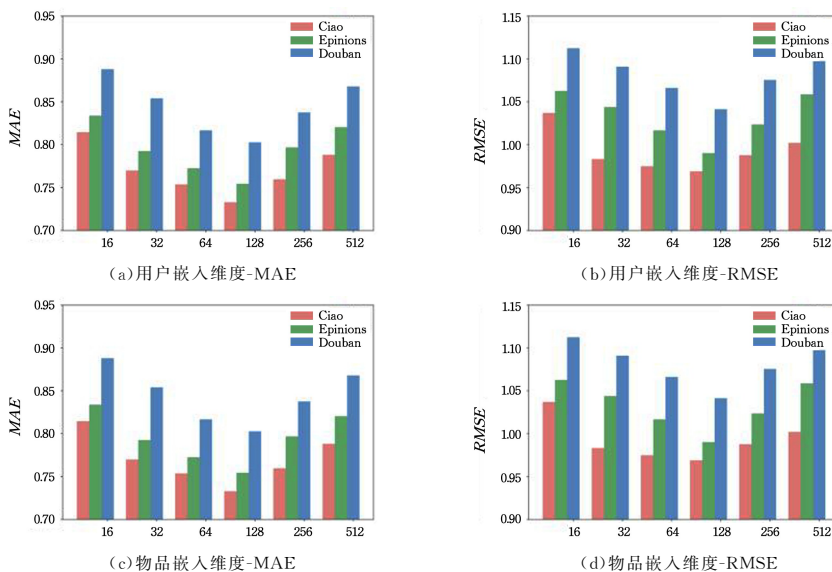 0.95
0.90
0.85
0.80
0.75
0.70
MAE
Ciao
Epinions
Douban
16 32 64 128 256 512
(a)用户嵌入维度-MAE
1.15
1.10
1.05
1.00
0.95
0.90
RMSE
Ciao
Epinions
Douban
16 32 64 128 256 512
(b)用户嵌入维度-RMSE
0.95
0.90
0.85
0.80
0.75
0.70
MAE
Ciao
Epinions
Douban
16 32 64 128 256 512
(c)物品嵌入维度-MAE
1.15
1.10
1.05
1.00
0.95
0.90
RMSE
Ciao
Epinions
Douban
16 32 64 128 256 512
(d)物品嵌入维度-RMSE